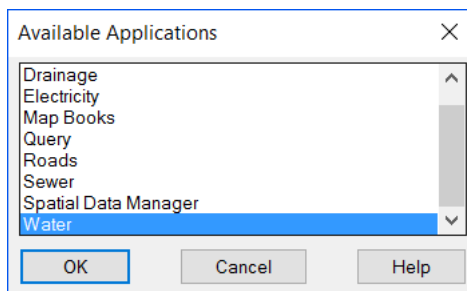 Available Applications
Drainage
Electricity
Map Books
Query
Roads
Sewer
Spatial Data Manager
Water
OK Cancel Help